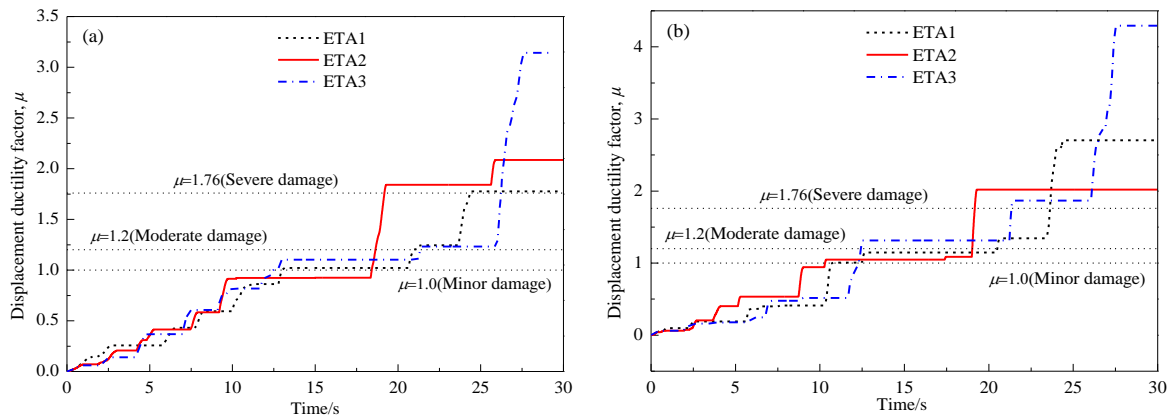 (a)
ETA1
ETA2
ETA3
Displacement ductility factor, μ
3.5
3.0
2.5
2.0
1.5
1.0
0.5
0.0
μ=1.76(Severe damage)
μ=1.2(Moderate damage)
μ=1.0(Minor damage)
0 5 10 15 20 25 30
Time/s
(b)
ETA1
ETA2
ETA3
Displacement ductility factor, μ
4
3
2
1
0
μ=1.76(Severe damage)
μ=1.2(Moderate damage)
μ=1.0(Minor damage)
0 5 10 15 20 25 30
Time/s